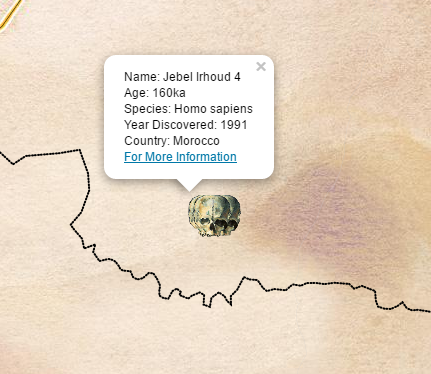 Name: Jebel Irhoud 4
Age: 160ka
Species: Homo sapiens
Year Discovered: 1991
Country: Morocco
For More Information